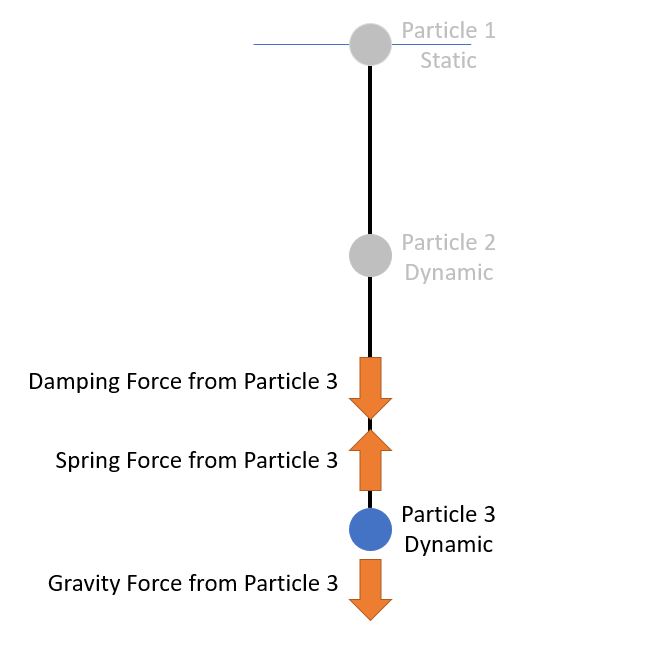 Particle 1
Static
Particle 2
Dynamic
Damping Force from Particle 3
Spring Force from Particle 3
Particle 3
Dynamic
Gravity Force from Particle 3